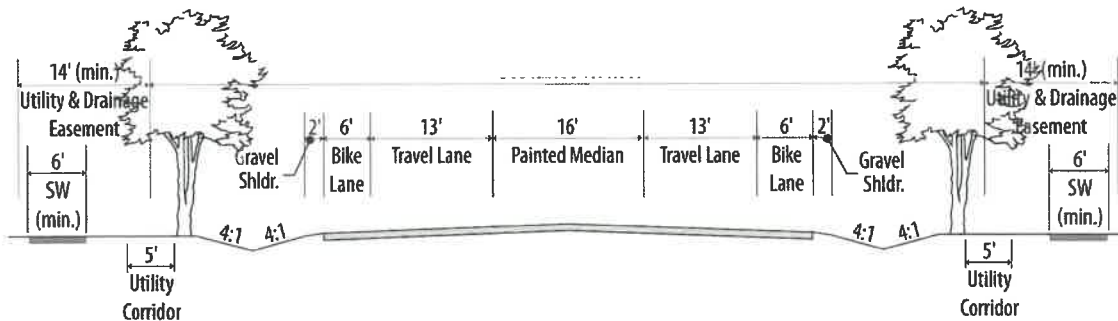 14' (min.)
Utility & Drainage
Easement
6'
SW
(min.)
5'
Utility
Corridor
4:1
4:1
2'
Gravel
Shldr.
6'
Bike
Lane
13'
Travel Lane
16'
Painted Median
13'
Travel Lane
6'
Bike
Lane
2'
Gravel
Shldr.
4:1
4:1
14' (min.)
Utility & Drainage
Easement
6'
SW
(min.)
5'
Utility
Corridor